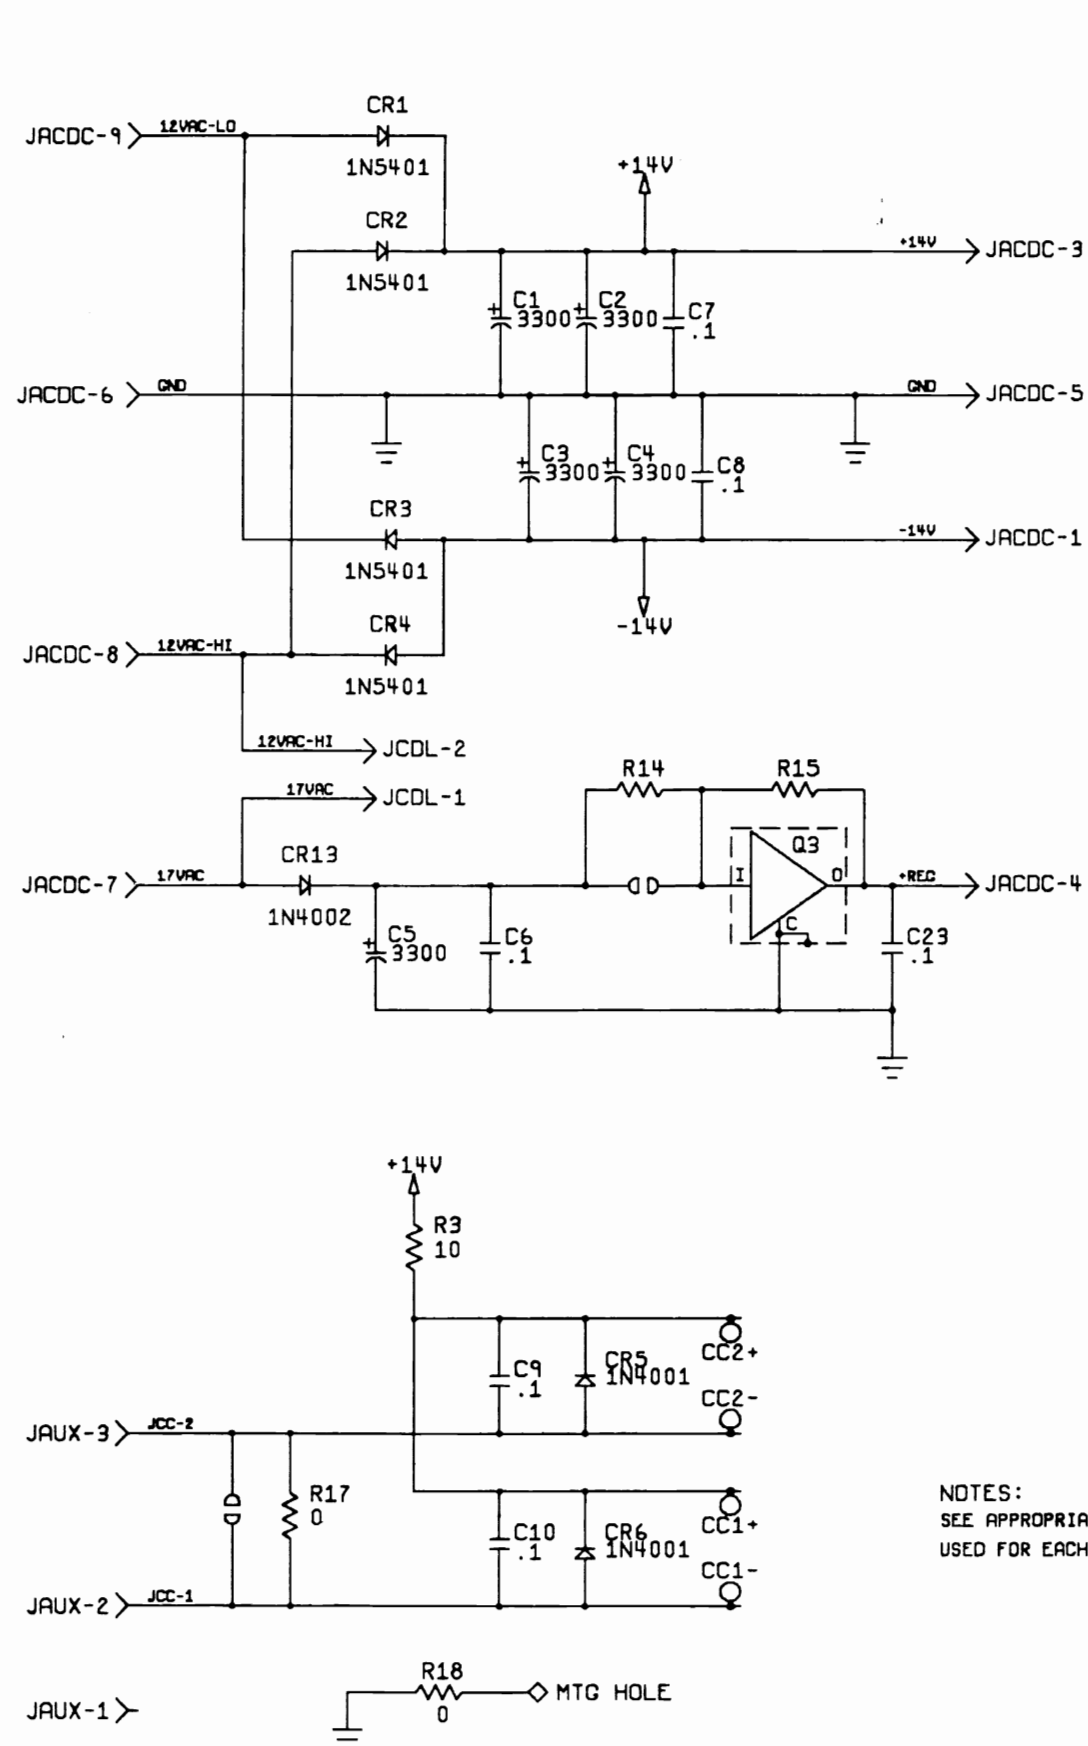 CR1
JACDC-9
12VAC-LO
1N5401
+14V
CR2
+14V
JACDC-3
1N5401
C1
3300
C2
3300
C7
.1
JACDC-6
GND
GND
JACDC-5
C3
3300
C4
3300
C8
.1
CR3
-14V
JACDC-1
1N5401
CR4
-14V
JACDC-8
12VAC-HI
1N5401
12VAC-HI
JCDL-2
R14
R15
17VAC
JCDL-1
Q3
CR13
JACDC-7
17VAC
I
O
+REG
JACDC-4
1N4002
C
C5
3300
C6
.1
C23
.1
+14V
R3
10
CC2+
C9
.1
CR5
1N4001
CC2-
JAUX-3
JCC-2
R17
0
NOTES:
CC1+
SEE APPROPRIA
C10
.1
CR6
1N4001
USED FOR EACH
CC1-
JAUX-2
JCC-1
R18
MTG HOLE
JAUX-1
0